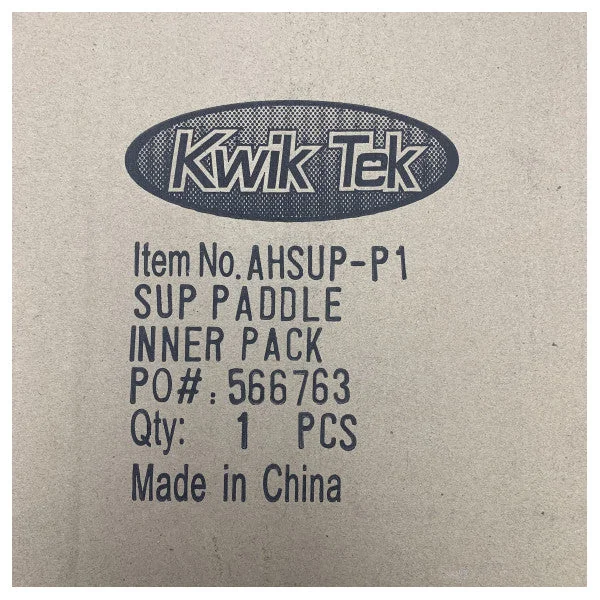 Kwik Tek
Item No. AHSUP-P1
SUP PADDLE
INNER PACK
PO#: 566763
Qty: 1 PCS
Made in China